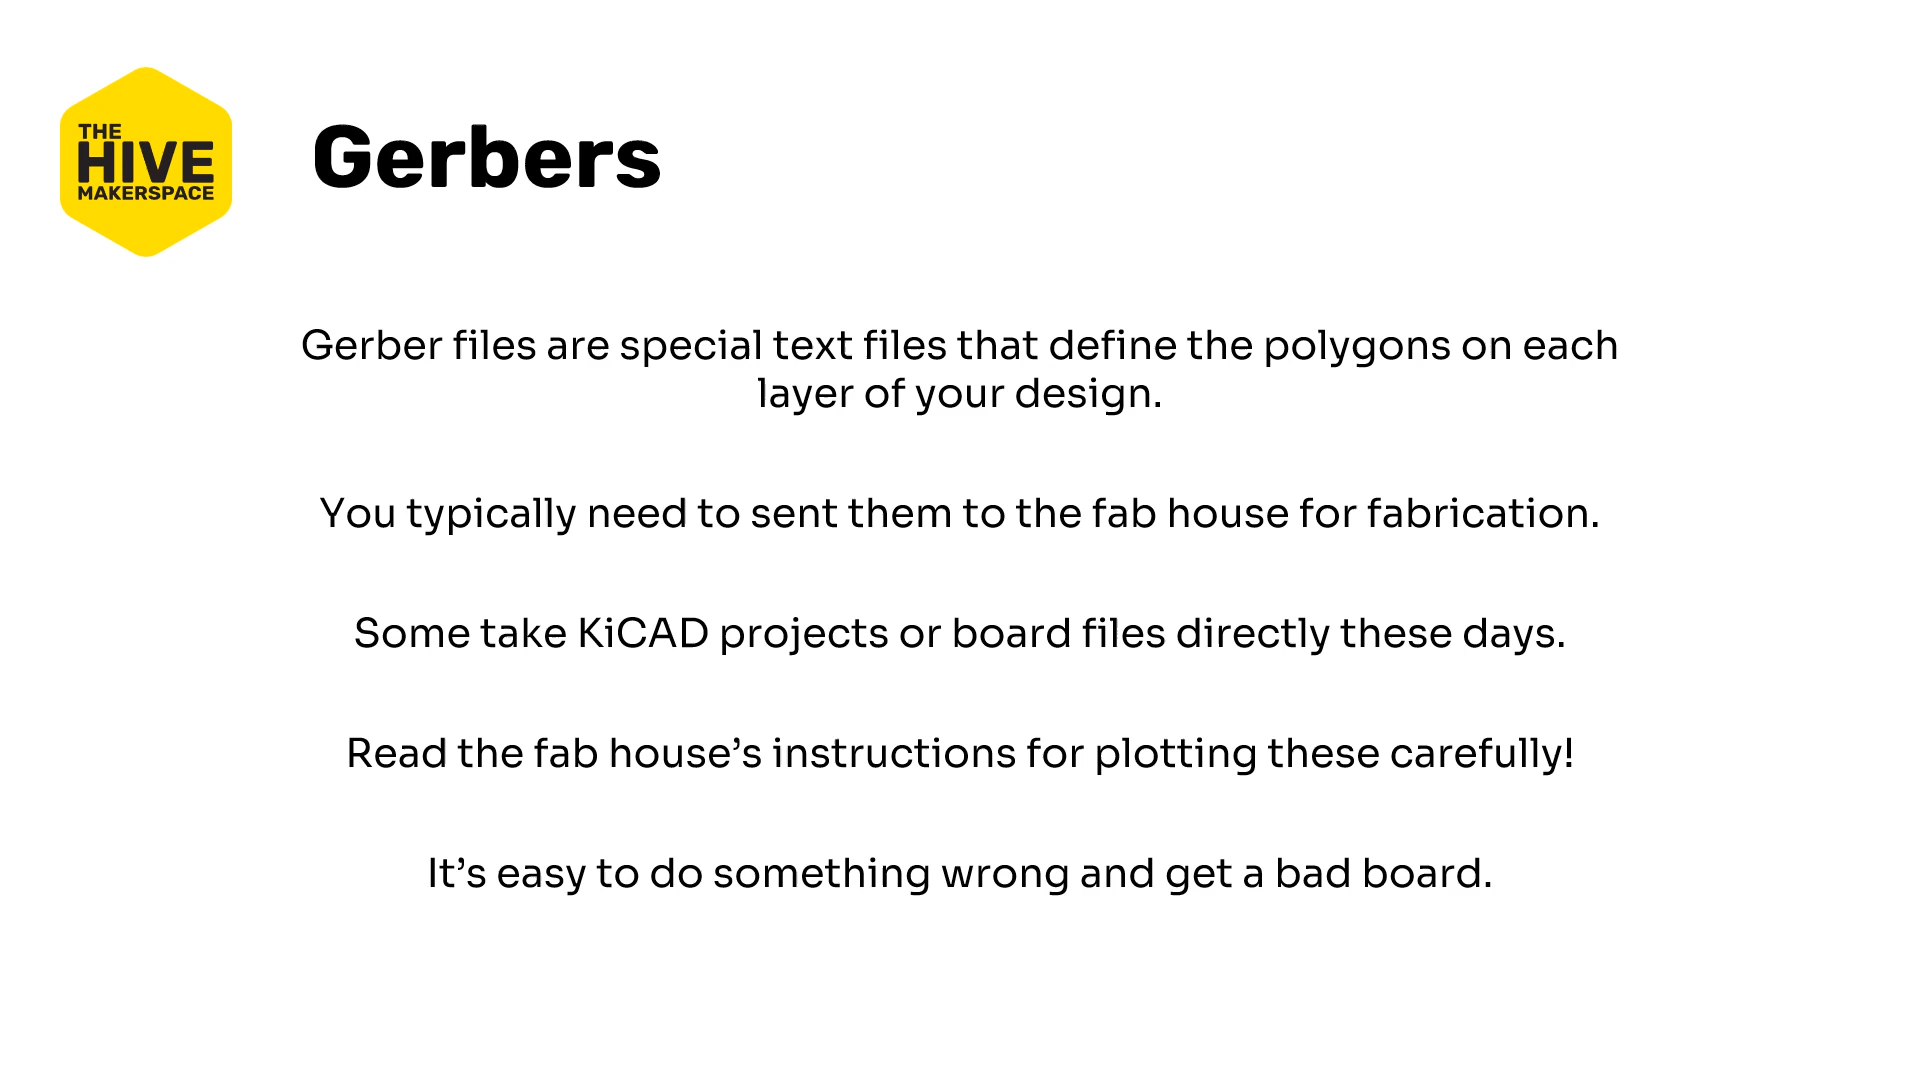 THE
HIVE
MAKERSPACE
Gerbers
Gerber files are special text files that define the polygons on each
layer of your design.
You typically need to sent them to the fab house for fabrication.
Some take KiCAD projects or board files directly these days.
Read the fab house’s instructions for plotting these carefully!
It’s easy to do something wrong and get a bad board.